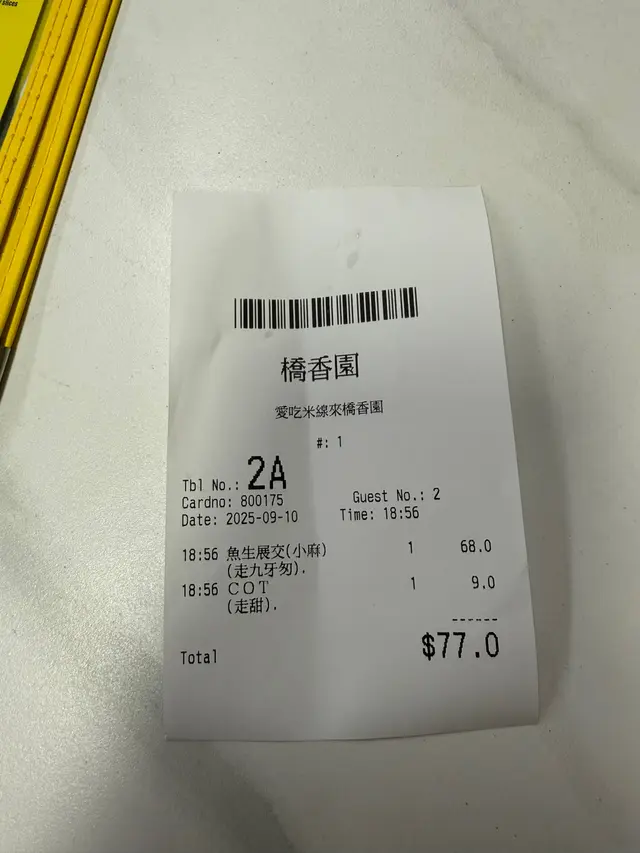 slices
橋香園
愛吃米線來橋香園
#: 1
Tbl No.: 2A
Cardno: 800175 Guest No.: 2
Date: 2025-09-10 Time: 18:56
18:56 魚生展交(小麻) 1 68.0
(走九牙匆).
18:56 ＣＯＴ 1 9.0
(走甜).
------
Total $77.0